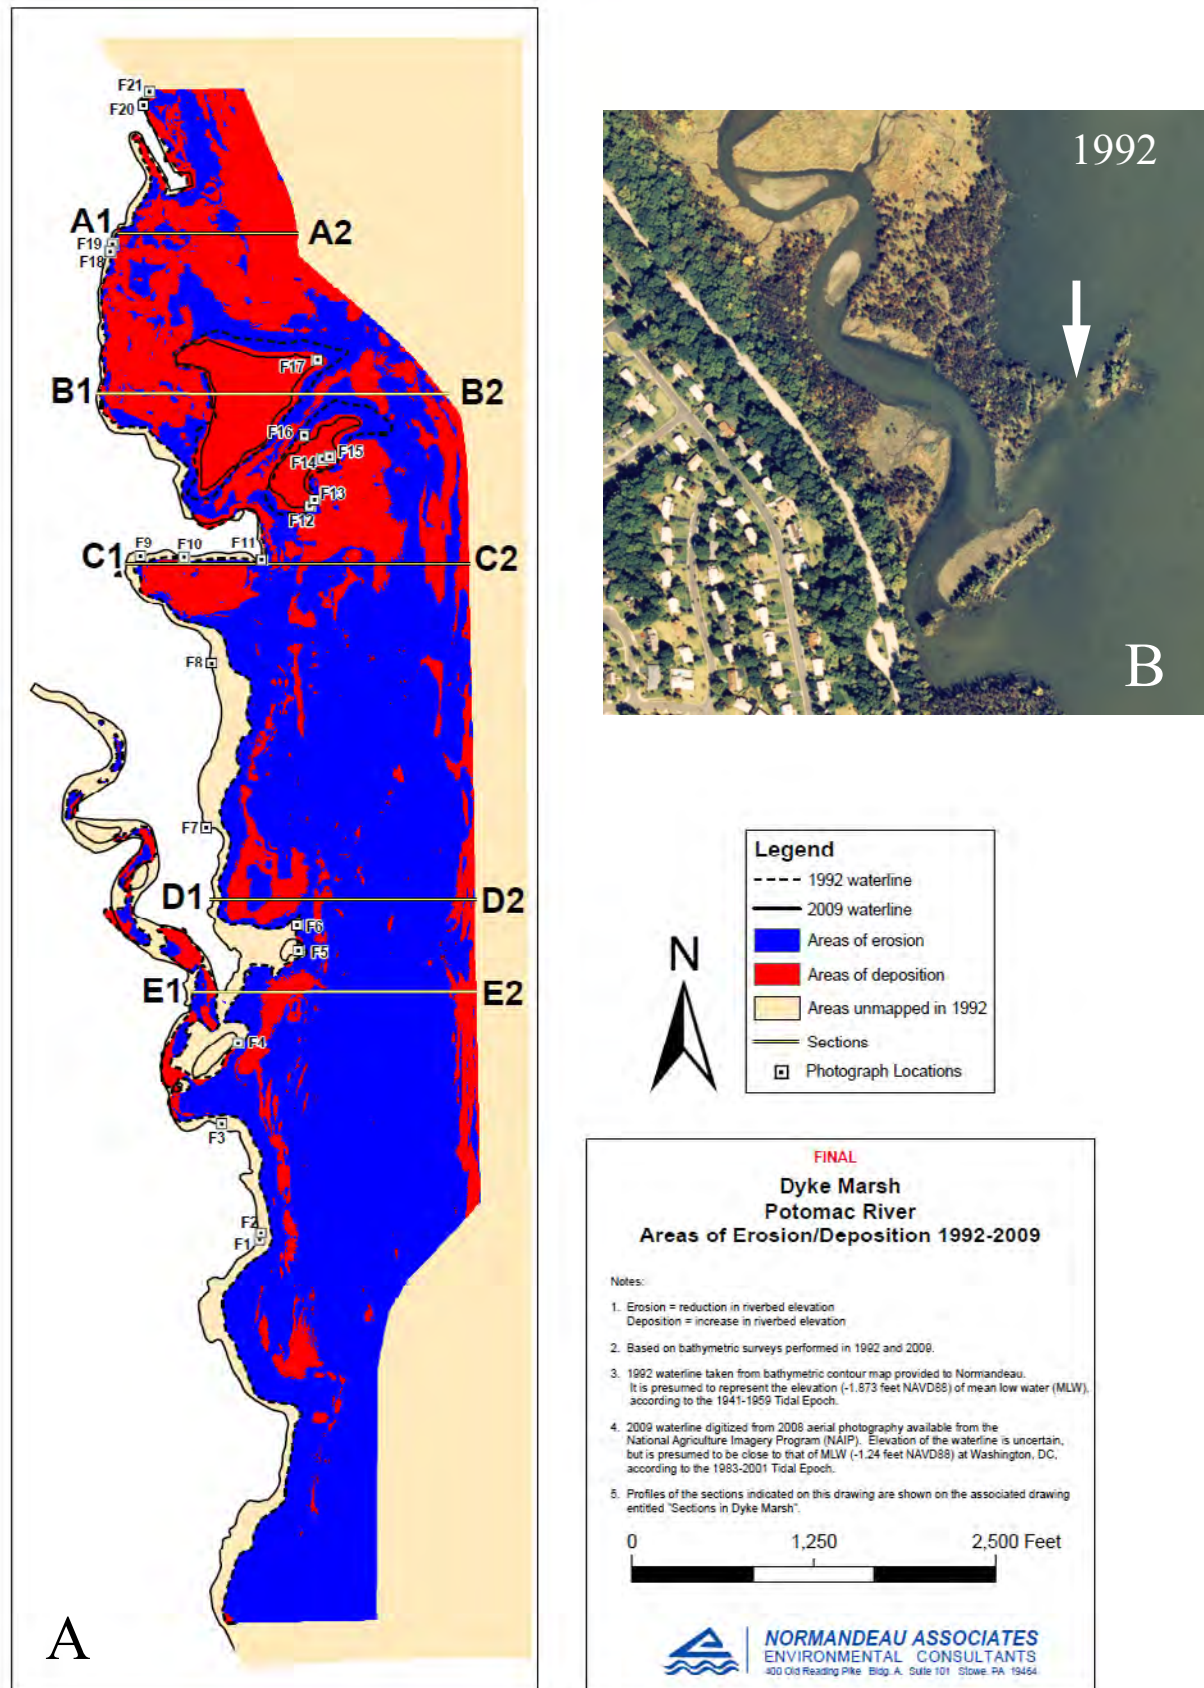 F21
F20
A1
A2
F19
F18
F17
B1
B2
F16
F15
F14
F13
F12
C1
F9
F10
F11
C2
F8
F7
D1
D2
F6
F5
E1
E2
F4
F3
F2
F1
A
1992
B
Legend
1992 waterline
2009 waterline
Areas of erosion
Areas of deposition
Areas unmapped in 1992
Sections
Photograph Locations
N
FINAL
Dyke Marsh
Potomac River
Areas of Erosion/Deposition 1992-2009
Notes:
1. Erosion = reduction in riverbed elevation
Deposition = increase in riverbed elevation
2. Based on bathymetric surveys performed in 1992 and 2009.
3. 1992 waterline taken from bathymetric contour map provided to Normandeau.
It is presumed to represent the elevation (-1.873 feet NAVD88) of mean low water (MLW),
according to the 1941-1959 Tidal Epoch.
4. 2009 waterline digitized from 2008 aerial photography available from the
National Agriculture Imagery Program (NAIP). Elevation of the waterline is uncertain,
but is presumed to be close to that of MLW (-1.24 feet NAVD88) at Washington, DC,
according to the 1983-2001 Tidal Epoch.
5. Profiles of the sections indicated on this drawing are shown on the associated drawing
entitled "Sections in Dyke Marsh".
0 1,250 2,500 Feet
NORMANDEAU ASSOCIATES
ENVIRONMENTAL CONSULTANTS
400 Old Reading Pike Bldg. A, Suite 101 Stowe, PA 19464